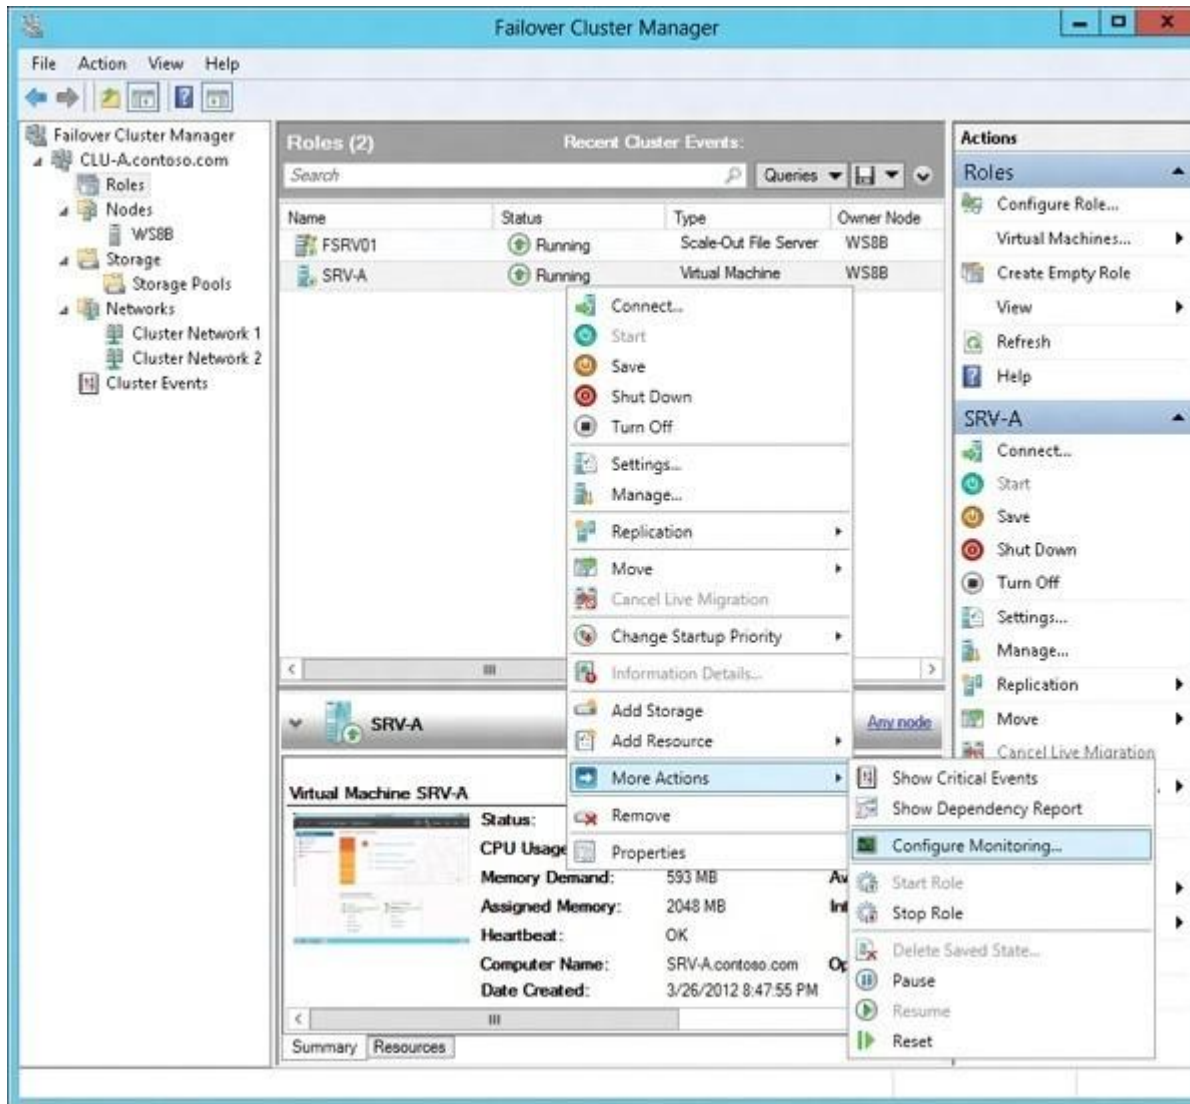 Failover Cluster Manager
File Action View Help
Failover Cluster Manager
CLU-A.contoso.com
Roles
Nodes
WS8B
Storage
Storage Pools
Networks
Cluster Network 1
Cluster Network 2
Cluster Events
Roles (2) Recent Cluster Events:
Search Queries
Name Status Type Owner Node
FSRV01 Running Scale-Out File Server WS8B
SRV-A Running Virtual Machine WS8B
Connect...
Start
Save
Shut Down
Turn Off
Settings...
Manage...
Replication
Move
Cancel Live Migration
Change Startup Priority
Information Details...
Add Storage
Add Resource
More Actions
Remove
Properties
Show Critical Events
Show Dependency Report
Configure Monitoring...
Start Role
Stop Role
Delete Saved State...
Pause
Resume
Reset
SRV-A Any node
Virtual Machine SRV-A
Status:
CPU Usage
Memory Demand: 593 MB Av
Assigned Memory: 2048 MB Int
Heartbeat: OK
Computer Name: SRV-A.contoso.com Op
Date Created: 3/26/2012 8:47:55 PM
Summary Resources
Actions
Roles
Configure Role...
Virtual Machines...
Create Empty Role
View
Refresh
Help
SRV-A
Connect...
Start
Save
Shut Down
Turn Off
Settings...
Manage...
Replication
Move
Cancel Live Migration